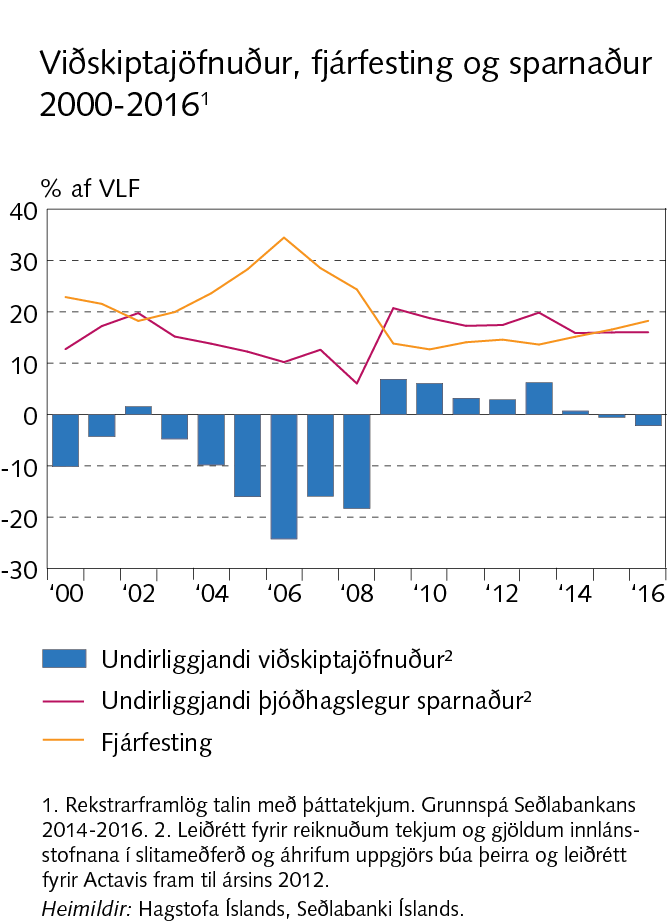 Viðskiptajöfnuður, fjárfesting og sparnaður
2000-2016¹
% af VLF
40
30
20
10
0
-10
-20
-30
‘00 ‘02 ‘04 ‘06 ‘08 ‘10 ‘12 ‘14 ‘16
Undirliggjandi viðskiptajöfnuður²
Undirliggjandi þjóðhagslegur sparnaður²
Fjárfesting
1. Rekstrarframlög talin með þáttatekjum. Grunnspá Seðlabankans
2014-2016. 2. Leiðrétt fyrir reiknuðum tekjum og gjöldum innláns-
stofnana í slitameðferð og áhrifum uppgjörs búa þeirra og leiðrétt
fyrir Actavis fram til ársins 2012.
Heimildir: Hagstofa Íslands, Seðlabanki Íslands.